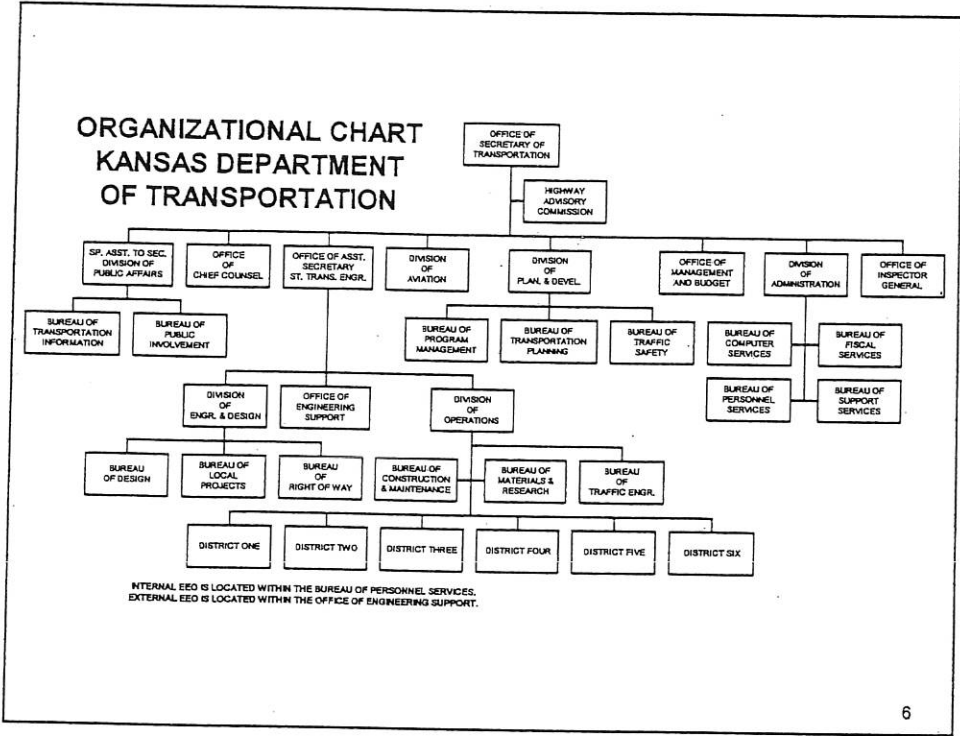 ORGANIZATIONAL CHART
KANSAS DEPARTMENT
OF TRANSPORTATION
OFFICE OF
SECRETARY OF
TRANSPORTATION
HIGHWAY
ADVISORY
COMMISSION
SP. ASST. TO SEC.
DIVISION OF
PUBLIC AFFAIRS
OFFICE
OF
CHIEF COUNSEL
OFFICE OF ASST.
SECRETARY
ST. TRANS. ENGR.
DIVISION
OF
AVIATION
DIVISION
OF
PLAN. & DEVEL.
OFFICE OF
MANAGEMENT
AND BUDGET
DIVISION
OF
ADMINISTRATION
OFFICE OF
INSPECTOR
GENERAL
BUREAU OF
TRANSPORTATION
INFORMATION
BUREAU OF
PUBLIC
INVOLVEMENT
BUREAU OF
PROGRAM
MANAGEMENT
BUREAU OF
TRANSPORTATION
PLANNING
BUREAU OF
TRAFFIC
SAFETY
BUREAU OF
COMPUTER
SERVICES
BUREAU OF
FISCAL
SERVICES
BUREAU OF
PERSONNEL
SERVICES
BUREAU OF
SUPPORT
SERVICES
DIVISION
OF
ENGR. & DESIGN
OFFICE OF
ENGINEERING
SUPPORT
DIVISION
OF
OPERATIONS
BUREAU
OF DESIGN
BUREAU OF
LOCAL
PROJECTS
BUREAU
OF
RIGHT OF WAY
BUREAU OF
CONSTRUCTION
& MAINTENANCE
BUREAU OF
MATERIALS &
RESEARCH
BUREAU
OF
TRAFFIC ENGR.
DISTRICT ONE
DISTRICT TWO
DISTRICT THREE
DISTRICT FOUR
DISTRICT FIVE
DISTRICT SIX
INTERNAL EEO IS LOCATED WITHIN THE BUREAU OF PERSONNEL SERVICES.
EXTERNAL EEO IS LOCATED WITHIN THE OFFICE OF ENGINEERING SUPPORT.
6